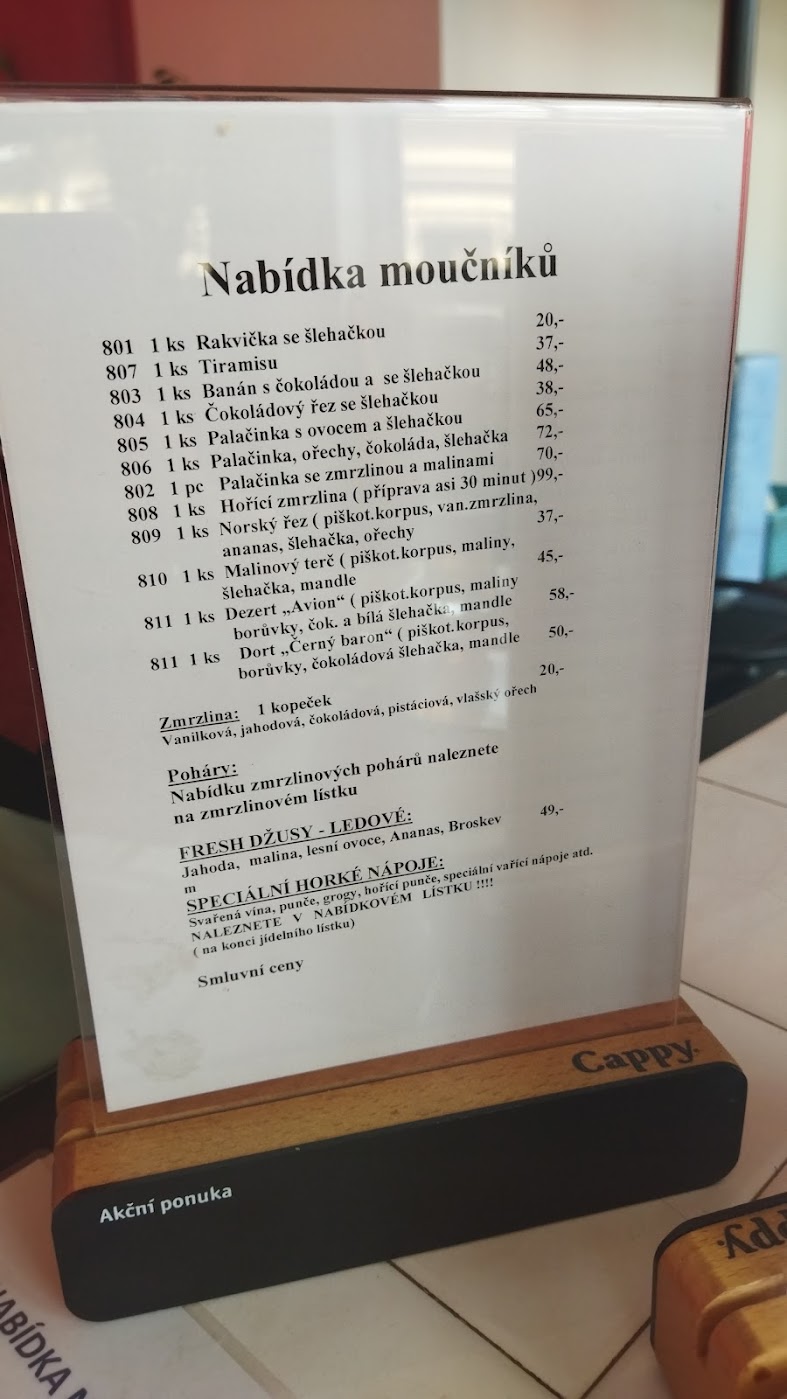 Nabídka moučníků
801 1 ks Rakvička se šlehačkou 20,-
807 1 ks Tiramisu 37,-
803 1 ks Banán s čokoládou a se šlehačkou 48,-
804 1 ks Čokoládový řez se šlehačkou 38,-
805 1 ks Palačinka s ovocem a šlehačkou 65,-
806 1 ks Palačinka, ořechy, čokoláda, šlehačka 72,-
802 1 pc Palačinka se zmrzlinou a malinami 70,-
808 1 ks Hořící zmrzlina ( příprava asi 30 minut )99,-
809 1 ks Norský řez ( piškot.korpus, van.zmrzlina,
ananas, šlehačka, ořechy 37,-
810 1 ks Malinový terč ( piškot.korpus, maliny,
šlehačka, mandle 45,-
811 1 ks Dezert „Avion“ ( piškot.korpus, maliny
borůvky, čok. a bílá šlehačka, mandle 58,-
811 1 ks Dort „Černý baron“ ( piškot.korpus,
borůvky, čokoládová šlehačka, mandle 50,-
Zmrzlina: 1 kopeček 20,-
Vanilková, jahodová, čokoládová, pistáciová, vlašský ořech
Poháry:
Nabídku zmrzlinových pohárů naleznete
na zmrzlinovém lístku
FRESH DŽUSY - LEDOVÉ:
Jahoda, malina, lesní ovoce, Ananas, Broskev 49,-
m
SPECIÁLNÍ HORKÉ NÁPOJE:
Svařená vína, punče, grogy, hořící punče, speciální vařící nápoje atd.
NALEZNETE V NABÍDKOVÉM LÍSTKU !!!!
( na konci jídelního lístku)
Smluvní ceny
Cappy
Akční ponuka